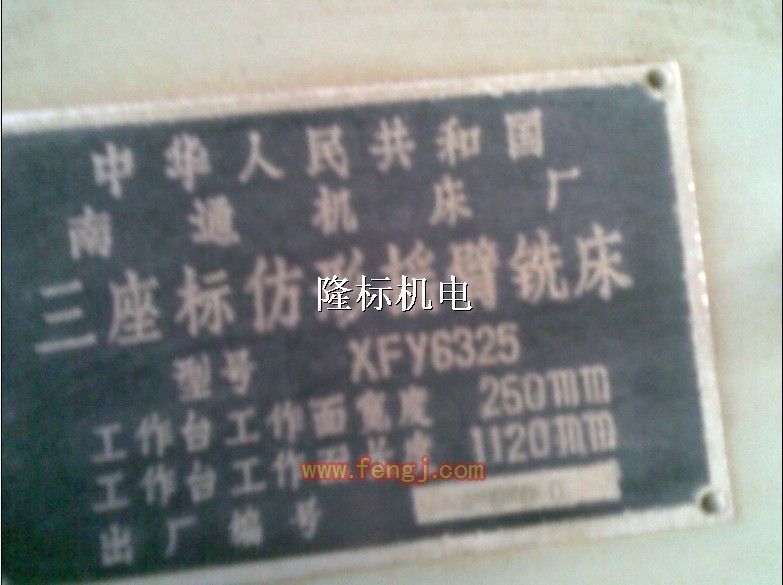 中华人民共和国
南通机床厂
三座标仿形摇臂铣床
隆标机电
型号 XFY6325
工作台工作面宽度 250mm
工作台工作面长度 1120mm
www.fengj.com
出厂编号